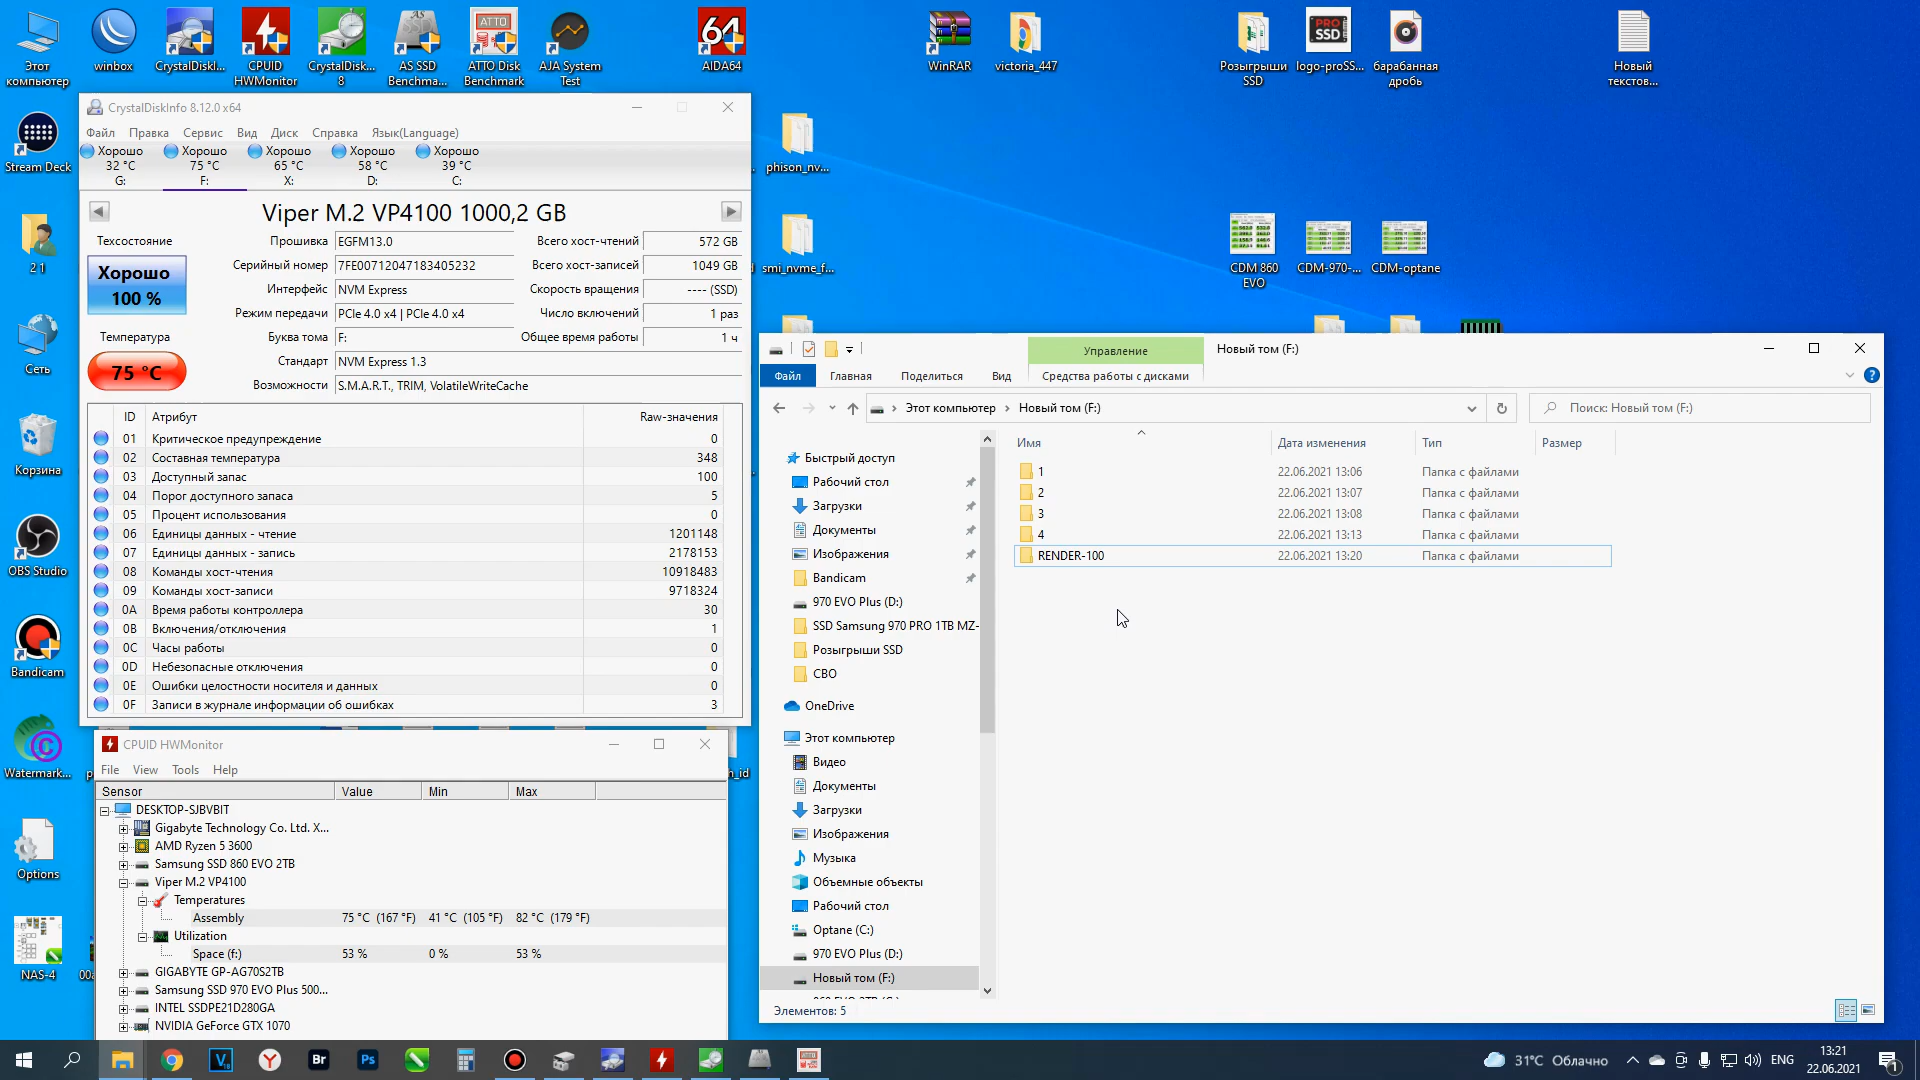 Этот компьютер
winbox
CrystalDiskI...
CPUID HWMonitor
CrystalDisk... 8
AS SSD Benchma...
ATTO Disk Benchmark
AJA System Test
AIDA64
WinRAR
victoria_447
Розыгрыши SSD
logo-proSS...
барабанная дробь
Новый текстов...
Stream Deck
2 1
Сеть
Корзина
OBS Studio
Bandicam
Watermark...
Options
NAS-4
phison_nv...
smi_nvme_f...
CDM 860 EVO
CDM-970-...
CDM-optane
CrystalDiskInfo 8.12.0 x64
Файл Правка Сервис Вид Диск Справка Язык(Language)
Хорошо Хорошо Хорошо Хорошо Хорошо
32 °C 75 °C 65 °C 58 °C 39 °C
G: F: X: D: C:
Viper M.2 VP4100 1000,2 GB
Техсостояние
Хорошо
100 %
Температура
75 °C
Прошивка EGFM13.0
Серийный номер 7FE00712047183405232
Интерфейс NVM Express
Режим передачи PCIe 4.0 x4 | PCIe 4.0 x4
Буква тома F:
Стандарт NVM Express 1.3
Возможности S.M.A.R.T., TRIM, VolatileWriteCache
Всего хост-чтений 572 GB
Всего хост-записей 1049 GB
Скорость вращения ---- (SSD)
Число включений 1 раз
Общее время работы 1 ч
ID Атрибут Raw-значения
01 Критическое предупреждение 0
02 Составная температура 348
03 Доступный запас 100
04 Порог доступного запаса 5
05 Процент использования 0
06 Единицы данных - чтение 1201148
07 Единицы данных - запись 2178153
08 Команды хост-чтения 10918483
09 Команды хост-записи 9718324
0A Время работы контроллера 30
0B Включения/отключения 1
0C Часы работы 0
0D Небезопасные отключения 0
0E Ошибки целостности носителя и данных 0
0F Записи в журнале информации об ошибках 3
CPUID HWMonitor
File View Tools Help
Sensor Value Min Max
DESKTOP-SJBVBIT
Gigabyte Technology Co. Ltd. X...
AMD Ryzen 5 3600
Samsung SSD 860 EVO 2TB
Viper M.2 VP4100
Temperatures
Assembly 75 °C (167 °F) 41 °C (105 °F) 82 °C (179 °F)
Utilization
Space (f:) 53 % 0 % 53 %
GIGABYTE GP-AG70S2TB
Samsung SSD 970 EVO Plus 500...
INTEL SSDPE21D280GA
NVIDIA GeForce GTX 1070
Управление
Новый том (F:)
Файл Главная Поделиться Вид Средства работы с дисками
Этот компьютер Новый том (F:)
Поиск: Новый том (F:)
Быстрый доступ
Рабочий стол
Загрузки
Документы
Изображения
Bandicam
970 EVO Plus (D:)
SSD Samsung 970 PRO 1TB MZ-
Розыгрыши SSD
СВО
OneDrive
Этот компьютер
Видео
Документы
Загрузки
Изображения
Музыка
Объемные объекты
Рабочий стол
Optane (C:)
970 EVO Plus (D:)
Новый том (F:)
Имя Дата изменения Тип Размер
1 22.06.2021 13:06 Папка с файлами
2 22.06.2021 13:07 Папка с файлами
3 22.06.2021 13:08 Папка с файлами
4 22.06.2021 13:13 Папка с файлами
RENDER-100 22.06.2021 13:20 Папка с файлами
Элементов: 5
31°C Облачно
ENG
13:21
22.06.2021